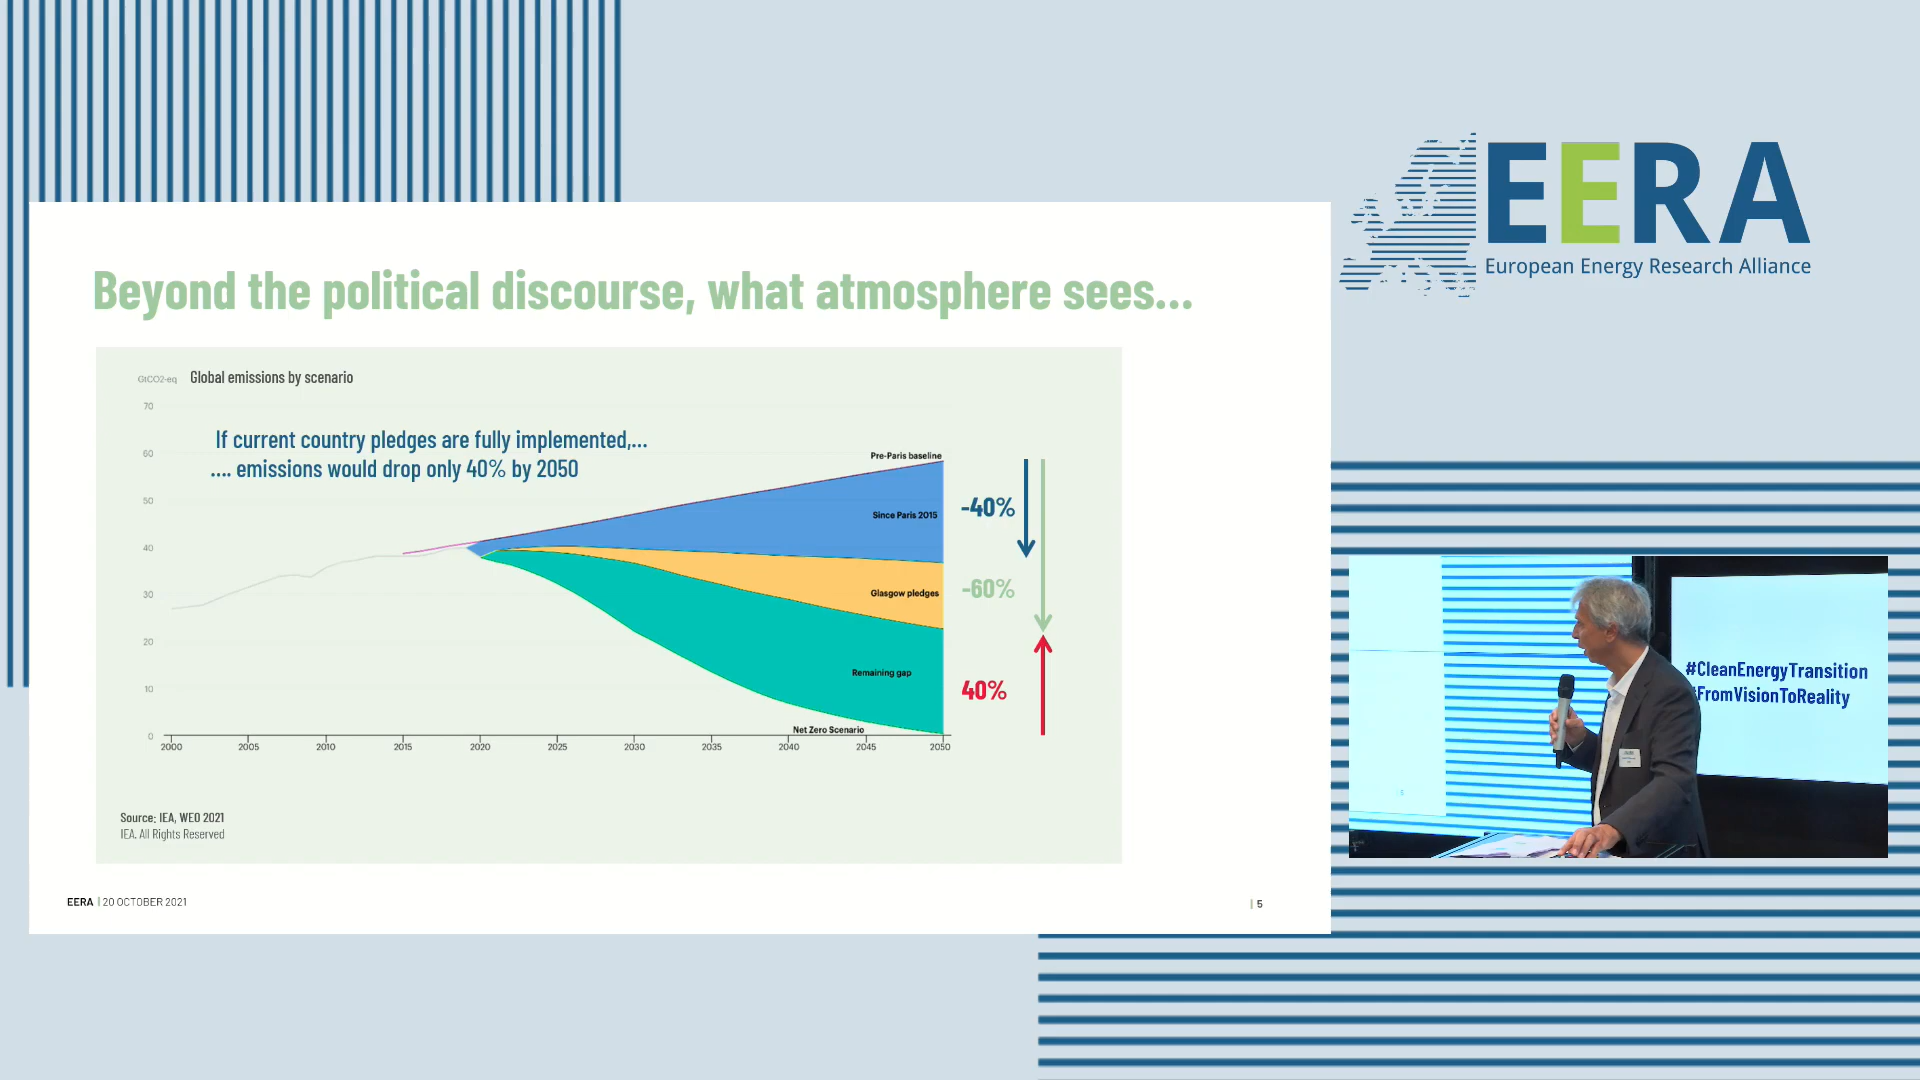 EERA
European Energy Research Alliance
Beyond the political discourse, what atmosphere sees...
GtCO2-eq Global emissions by scenario
70
If current country pledges are fully implemented,...
.... emissions would drop only 40% by 2050
60
50
40
30
20
10
0
Pre-Paris baseline
Since Paris 2015
Glasgow pledges
Remaining gap
Net Zero Scenario
-40%
-60%
40%
2000 2005 2010 2015 2020 2025 2030 2035 2040 2045 2050
Source: IEA, WEO 2021
IEA. All Rights Reserved
EERA | 20 OCTOBER 2021
| 5
#CleanEnergyTransition
#FromVisionToReality